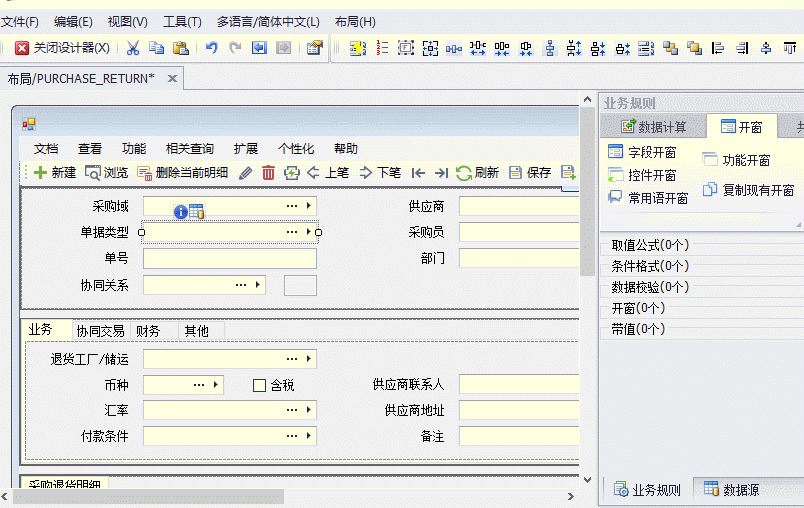 文件(F) 编辑(E) 视图(V) 工具(T) 多语言/简体中文(L) 布局(H)
关闭设计器(X)
布局/PURCHASE_RETURN*
业务规则
数据计算 开窗
字段开窗 功能开窗
控件开窗
常用语开窗 复制现有开窗
取值公式(0个)
条件格式(0个)
数据校验(0个)
开窗(0个)
带值(0个)
文档 查看 功能 相关查询 扩展 个性化 帮助
新建 浏览 删除当前明细 上笔 下笔 刷新 保存
采购域 供应商
单据类型 采购员
单号 部门
协同关系
业务 协同交易 财务 其他
退货工厂/储运
币种 含税 供应商联系人
汇率 供应商地址
付款条件 备注
采购退货明细
业务规则 数据源